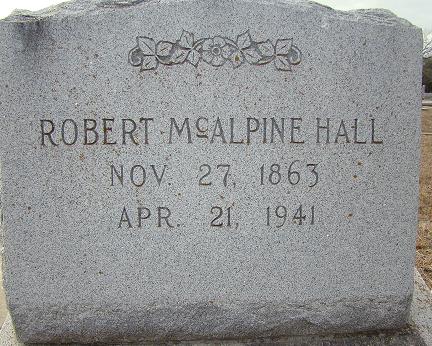 ROBERT McALPINE HALL
NOV. 27, 1863
APR. 21, 1941